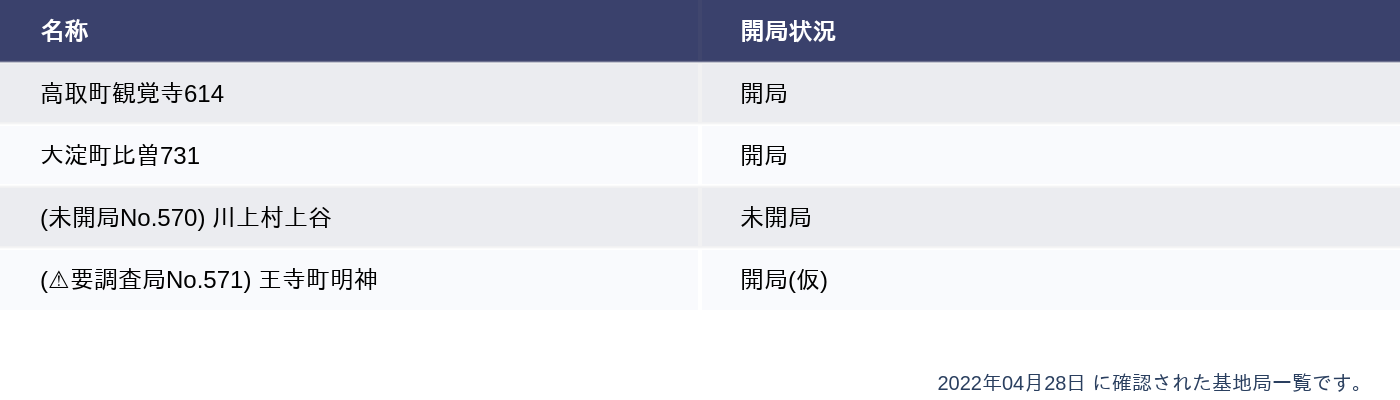 名称 開局状況
高取町観覚寺614 開局
大淀町比曽731 開局
(未開局No.570) 川上村上谷 未開局
(⚠要調査局No.571) 王寺町明神 開局(仮)
2022年04月28日 に確認された基地局一覧です。